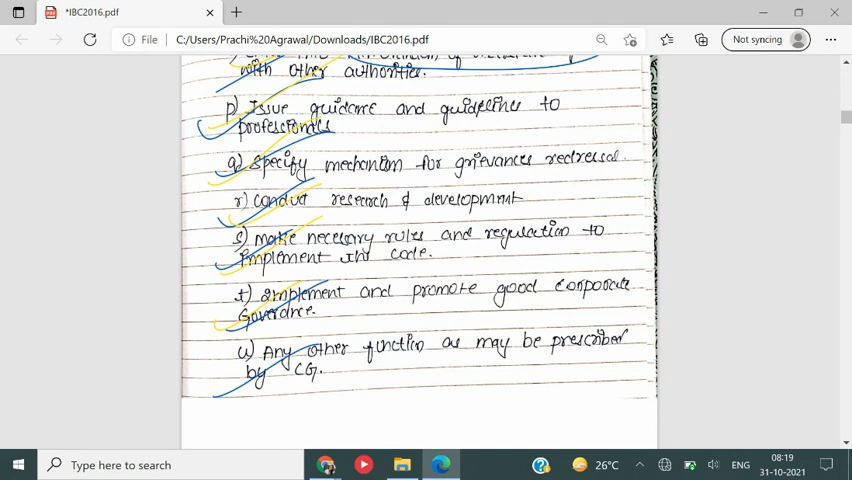 *IBC2016.pdf
File
C:/Users/Prachi%20Agrawal/Downloads/IBC2016.pdf
Not syncing
with other authorities.
p) Issue guidance and guidelines to
professionals
q) Specify mechanism for grievances redressal.
r) conduct research & development
s) make necessary rules and regulation to
implement this code.
t) implement and promote good corporate
Goverance.
u) Any other function as may be prescribed
by CG.
Type here to search
26°C
ENG
08:19
31-10-2021